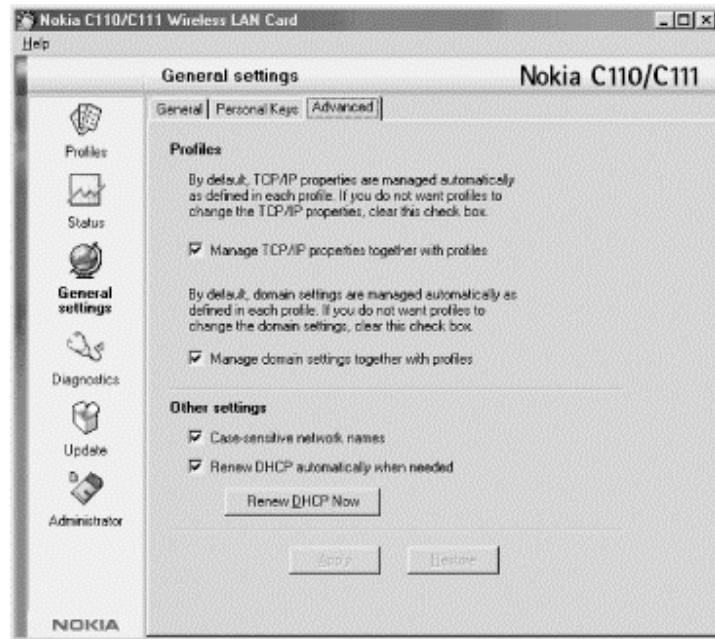 Nokia C110/C111 Wireless LAN Card
Help
General settings
Nokia C110/C111
General
Personal Keys
Advanced
Profiles
Status
General
settings
Diagnostics
Update
Administrator
NOKIA
Profiles
By default, TCP/IP properties are managed automatically
as defined in each profile. If you do not want profiles to
change the TCP/IP properties, clear this check box.
Manage TCP/IP properties together with profiles
By default, domain settings are managed automatically as
defined in each profile. If you do not want profiles to
change the domain settings, clear this check box.
Manage domain settings together with profiles
Other settings
Case-sensitive network names
Renew DHCP automatically when needed
Renew DHCP Now
Apply
Restore